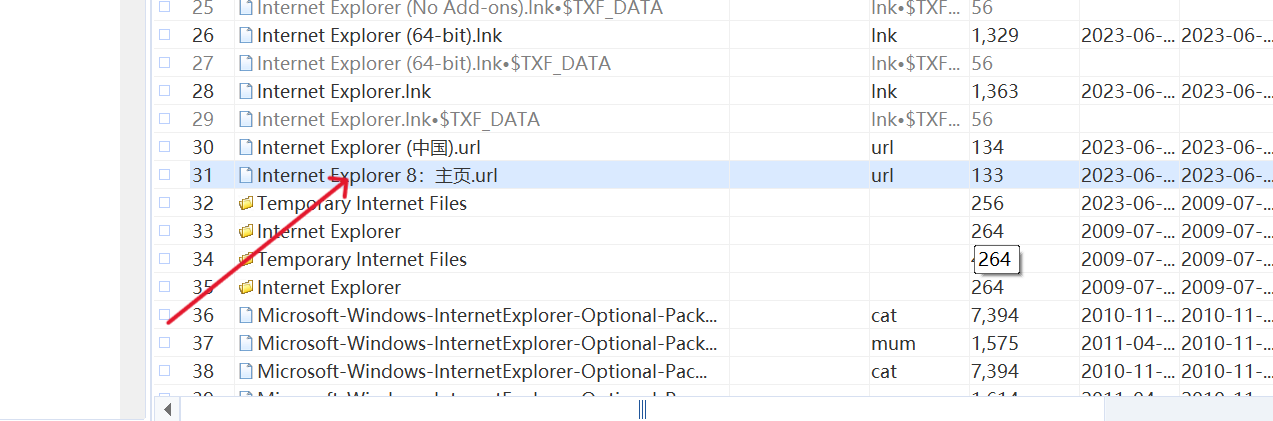 25 Internet Explorer (No Add-ons).lnk•$TXF_DATA lnk•$TXF... 56
26 Internet Explorer (64-bit).lnk lnk 1,329 2023-06-... 2023-06-...
27 Internet Explorer (64-bit).lnk•$TXF_DATA lnk•$TXF... 56
28 Internet Explorer.lnk lnk 1,363 2023-06-... 2023-06-...
29 Internet Explorer.lnk•$TXF_DATA lnk•$TXF... 56
30 Internet Explorer (中国).url url 134 2023-06-... 2023-06-...
31 Internet Explorer 8：主页.url url 133 2023-06-... 2023-06-...
32 Temporary Internet Files 256 2023-06-... 2009-07-...
33 Internet Explorer 264 2009-07-... 2009-07-...
34 Temporary Internet Files 264 2009-07-... 2009-07-...
35 Internet Explorer 264 2009-07-... 2009-07-...
36 Microsoft-Windows-InternetExplorer-Optional-Pack... cat 7,394 2010-11-... 2010-11-...
37 Microsoft-Windows-InternetExplorer-Optional-Pack... mum 1,575 2011-04-... 2010-11-...
38 Microsoft-Windows-InternetExplorer-Optional-Pac... cat 7,394 2010-11-... 2010-11-...